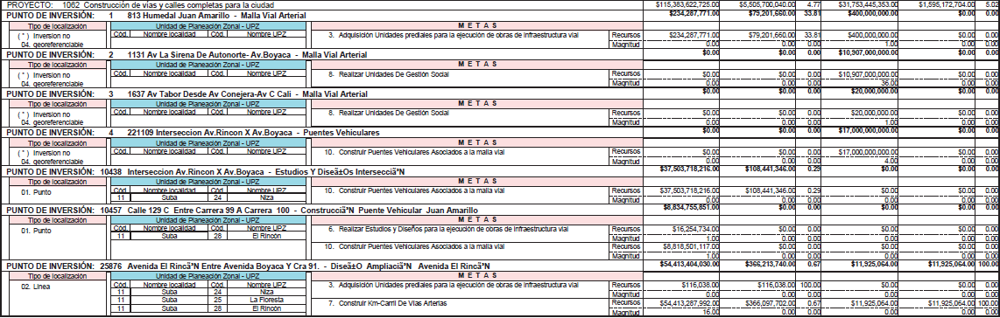 PROYECTO: 1062 Construcción de vías y calles completas para la ciudad $115,383,622,725.00 $5,505,700,040.00 4.77 $31,753,445,353.00 $1,595,172,704.00 5.02
PUNTO DE INVERSIÓN: 1 813 Humedal Juan Amarillo - Malla Vial Arterial $234,287,771.00 $79,201,660.00 33.81 $400,000,000.00 $0.00 0.00
Tipo de localización Unidad de Planeación Zonal - UPZ M E T A S
( * ) Inversion no Cód. Nombre localidad Cód. Nombre UPZ 3. Adquisición Unidades prediales para la ejecución de obras de infraestructura vial Recursos $234,287,771.00 $79,201,660.00 33.81 $400,000,000.00 $0.00 0.00
04. georeferenciable Magnitud 0.00 0.00 0.00 1.00 0.00 0.00
PUNTO DE INVERSIÓN: 2 1131 Av La Sirena De Autonorte- Av.Boyaca - Malla Vial Arterial $0.00 $0.00 0.00 $10,907,000,000.00 $0.00 0.00
Tipo de localización Unidad de Planeación Zonal - UPZ M E T A S
( * ) Inversion no Cód. Nombre localidad Cód. Nombre UPZ 8- Realizar Unidades De Gestión Social Recursos $0.00 $0.00 0.00 $10,907,000,000.00 $0.00 0.00
04. georeferenciable Magnitud 0.00 0.00 0.00 36.00 0.00 0.00
PUNTO DE INVERSIÓN: 3 1637 Av Tabor Desde Av Conejera-Av C Cali - Malla Vial Arterial $0.00 $0.00 0.00 $20,000,000.00 $0.00 0.00
Tipo de localización Unidad de Planeación Zonal - UPZ M E T A S
( * ) Inversion no Cód. Nombre localidad Cód. Nombre UPZ 8. Realizar Unidades De Gestión Social Recursos $0.00 $0.00 0.00 $20,000,000.00 $0.00 0.00
04. georeferenciable Magnitud 0.00 0.00 0.00 1.00 0.00 0.00
PUNTO DE INVERSIÓN: 4 221109 Interseccion Av.Rincon X Av.Boyaca - Puentes Vehiculares $0.00 $0.00 0.00 $17,000,000,000.00 $0.00 0.00
Tipo de localización Unidad de Planeación Zonal - UPZ M E T A S
( * ) Inversion no Cód. Nombre localidad Cód. Nombre UPZ 10. Construir Puentes Vehiculares Asociados a la malla vial Recursos $0.00 $0.00 0.00 $17,000,000,000.00 $0.00 0.00
04. georeferenciable Magnitud 0.00 0.00 0.00 4.00 0.00 0.00
PUNTO DE INVERSIÓN: 10438 Interseccion Av.Rincon X Av.Boyaca - Estudios Y Diseã±Os Intersecciã*N $37,503,718,216.00 $108,441,346.00 0.29 $0.00 $0.00 0.00
Tipo de localización Unidad de Planeación Zonal - UPZ M E T A S
01. Punto Cód. Nombre localidad Cód. Nombre UPZ 10. Construir Puentes Vehiculares Asociados a la malla vial Recursos $37,503,718,216.00 $108,441,346.00 0.29 $0.00 $0.00 0.00
11 Suba 24 Niza Magnitud 0.00 0.00 0.00 0.00 0.00 0.00
PUNTO DE INVERSIÓN: 10457 Calle 129 C Entre Carrera 99 A Carrera 100 - Construcciã*N Puente Vehicular Juan Amarillo $8,834,755,851.00 $0.00 0.00 $0.00 $0.00 0.00
Tipo de localización Unidad de Planeación Zonal - UPZ M E T A S
01. Punto Cód. Nombre localidad Cód. Nombre UPZ 6. Realizar Estudios y Diseños para la ejecución de obras de infraestructura vial Recursos $16,254,734.00 $0.00 0.00 $0.00 $0.00 0.00
11 Suba 28 El Rincón Magnitud 1.00 0.00 0.00 0.00 0.00 0.00
10. Construir Puentes Vehiculares Asociados a la malla vial Recursos $8,818,501,117.00 $0.00 0.00 $0.00 $0.00 0.00
Magnitud 1.00 0.00 0.00 0.00 0.00 0.00
PUNTO DE INVERSIÓN: 25876 Avenida El Rincã*N Entre Avenida Boyaca Y Cra 91. - Diseã±O Ampliaciã*N Avenida El Rincã*N $54,413,404,030.00 $366,213,740.00 0.67 $11,925,064.00 $11,925,064.00 100.00
Tipo de localización Unidad de Planeación Zonal - UPZ M E T A S
02. Linea Cód. Nombre localidad Cód. Nombre UPZ 3. Adquisición Unidades prediales para la ejecución de obras de infraestructura vial Recursos $116,038.00 $116,038.00 100.00 $0.00 $0.00 0.00
11 Suba 24 Niza Magnitud 0.00 0.00 0.00 0.00 0.00 0.00
11 Suba 25 La Floresta 7. Construir Km-Carril De Vías Arterias Recursos $54,413,287,992.00 $366,097,702.00 0.67 $11,925,064.00 $11,925,064.00 100.00
11 Suba 28 El Rincón Magnitud 16.00 0.00 0.00 0.00 0.00 0.00